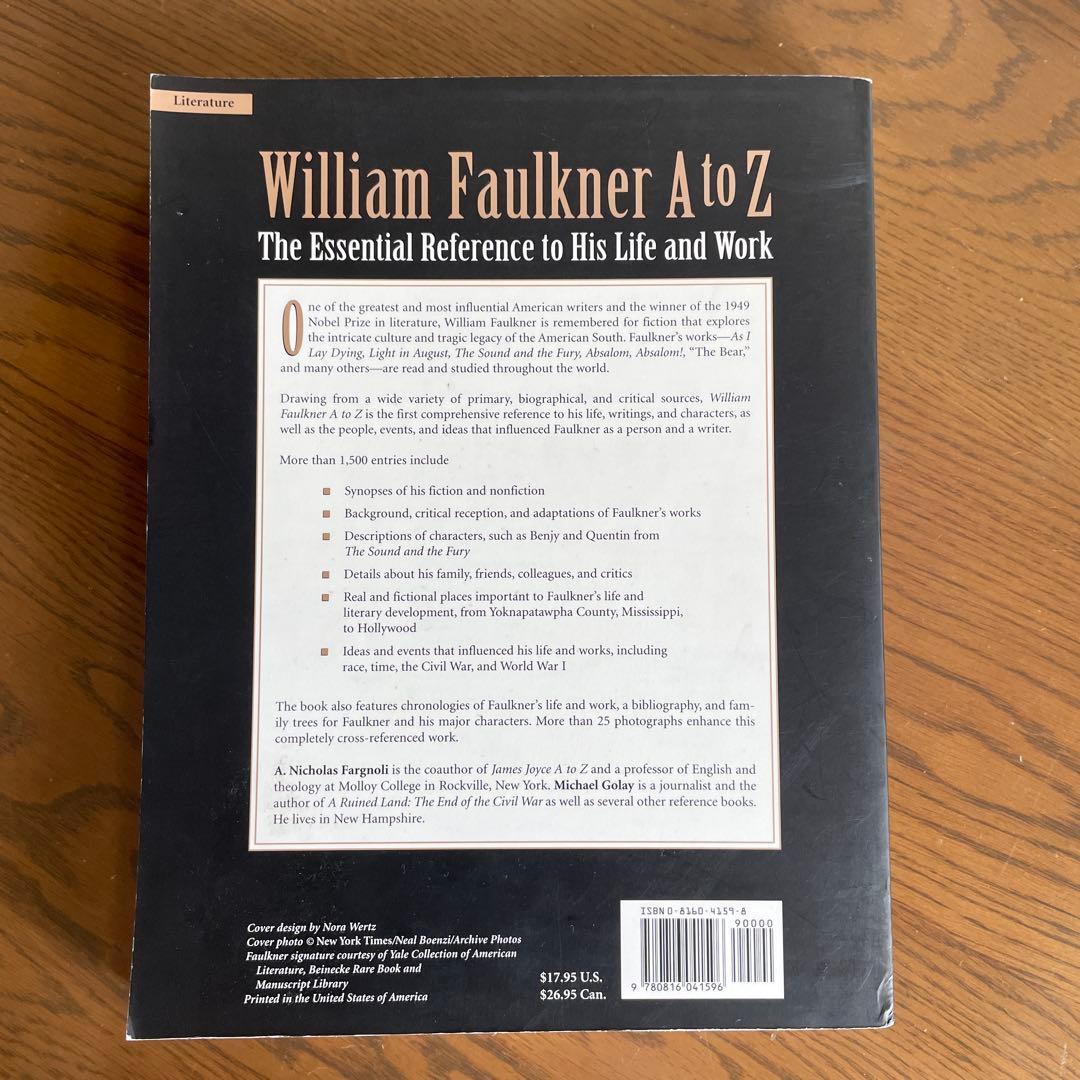 Literature
William Faulkner A to Z
The Essential Reference to His Life and Work
One of the greatest and most influential American writers and the winner of the 1949
Nobel Prize in literature, William Faulkner is remembered for fiction that explores
the intricate culture and tragic legacy of the American South. Faulkner's works—As I
Lay Dying, Light in August, The Sound and the Fury, Absalom, Absalom!, "The Bear,"
and many others—are read and studied throughout the world.
Drawing from a wide variety of primary, biographical, and critical sources, William
Faulkner A to Z is the first comprehensive reference to his life, writings, and characters, as
well as the people, events, and ideas that influenced Faulkner as a person and a writer.
More than 1,500 entries include
■ Synopses of his fiction and nonfiction
■ Background, critical reception, and adaptations of Faulkner's works
■ Descriptions of characters, such as Benjy and Quentin from
The Sound and the Fury
■ Details about his family, friends, colleagues, and critics
■ Real and fictional places important to Faulkner's life and
literary development, from Yoknapatawpha County, Mississippi,
to Hollywood
■ Ideas and events that influenced his life and works, including
race, time, the Civil War, and World War I
The book also features chronologies of Faulkner's life and work, a bibliography, and fam-
ily trees for Faulkner and his major characters. More than 25 photographs enhance this
completely cross-referenced work.
A. Nicholas Fargnoli is the coauthor of James Joyce A to Z and a professor of English and
theology at Molloy College in Rockville, New York. Michael Golay is a journalist and the
author of A Ruined Land: The End of the Civil War as well as several other reference books.
He lives in New Hampshire.
Cover design by Nora Wertz
Cover photo © New York Times/Neal Boenzi/Archive Photos
Faulkner signature courtesy of Yale Collection of American
Literature, Beinecke Rare Book and
Manuscript Library
Printed in the United States of America
$17.95 U.S.
$26.95 Can.
ISBN 0-8160-4159-8
90000
9 780816 041596